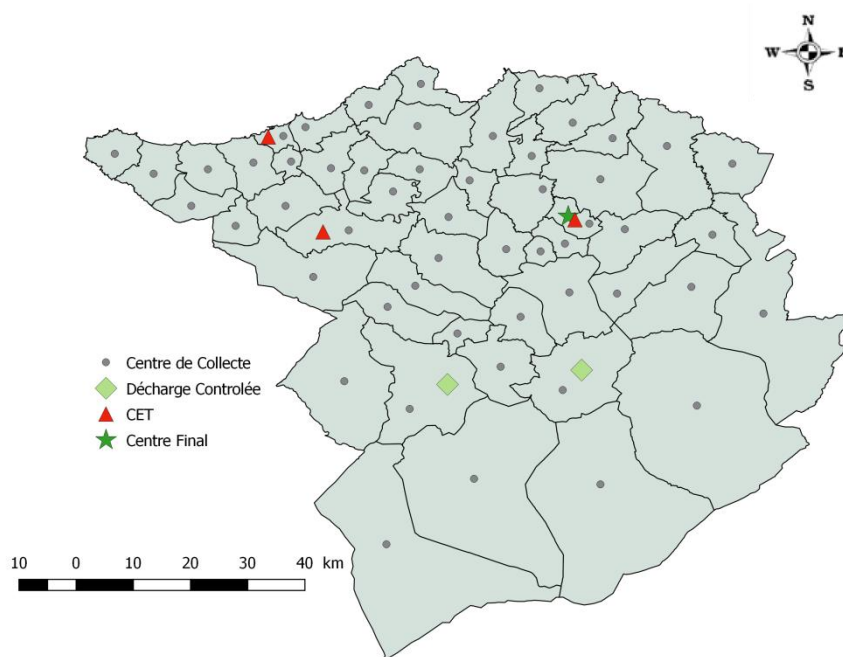 N
W E
S
Centre de Collecte
Décharge Controlée
CET
Centre Final
10 0 10 20 30 40 km